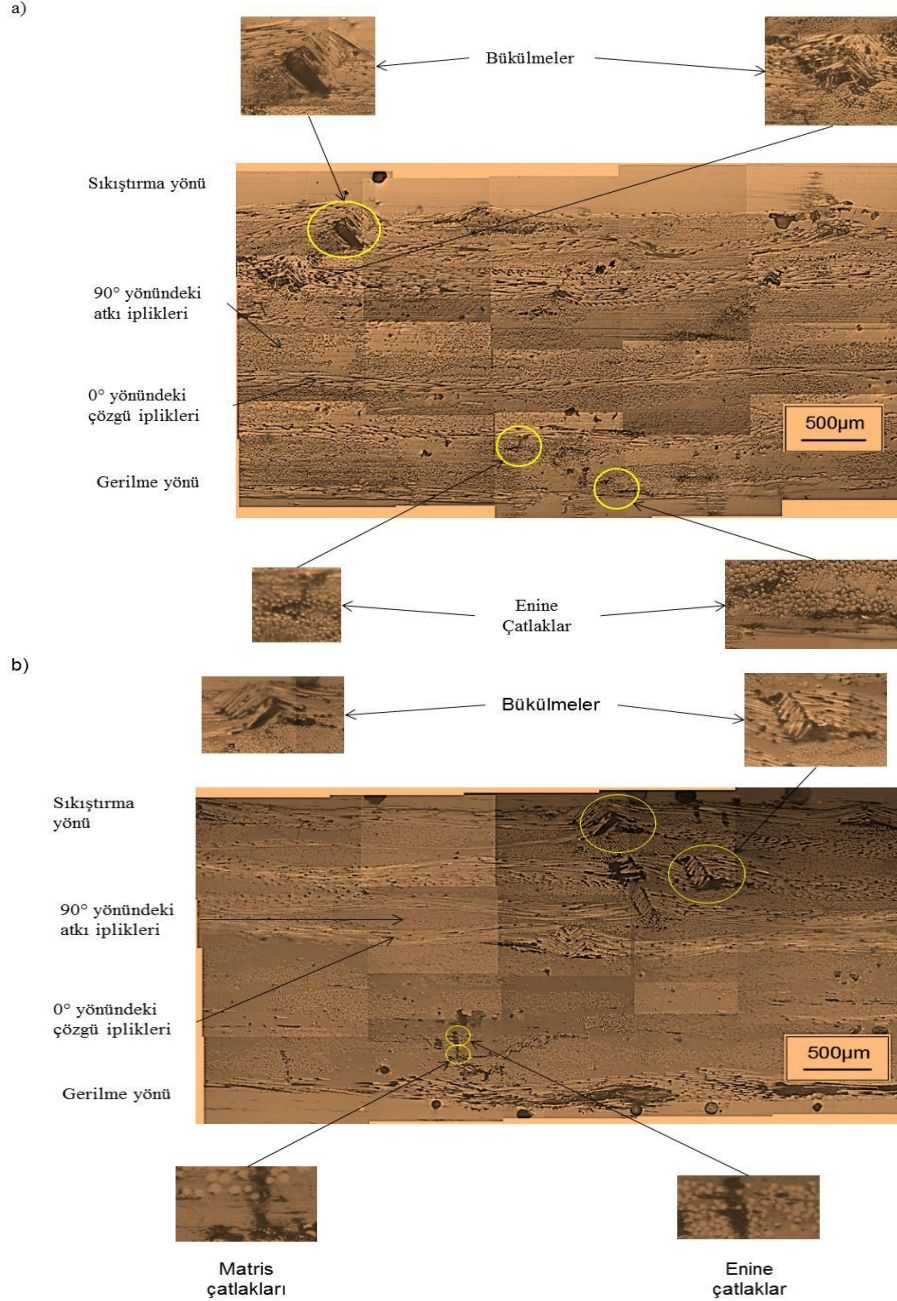 a)
Bükülmeler
Sıkıştırma yönü
90° yönündeki
atkı iplikleri
0° yönündeki
çözgü iplikleri
500µm
Gerilme yönü
Enine
Çatlaklar
b)
Bükülmeler
Sıkıştırma
yönü
90° yönündeki
atkı iplikleri
0° yönündeki
çözgü iplikleri
500µm
Gerilme yönü
Matris
çatlakları
Enine
çatlaklar